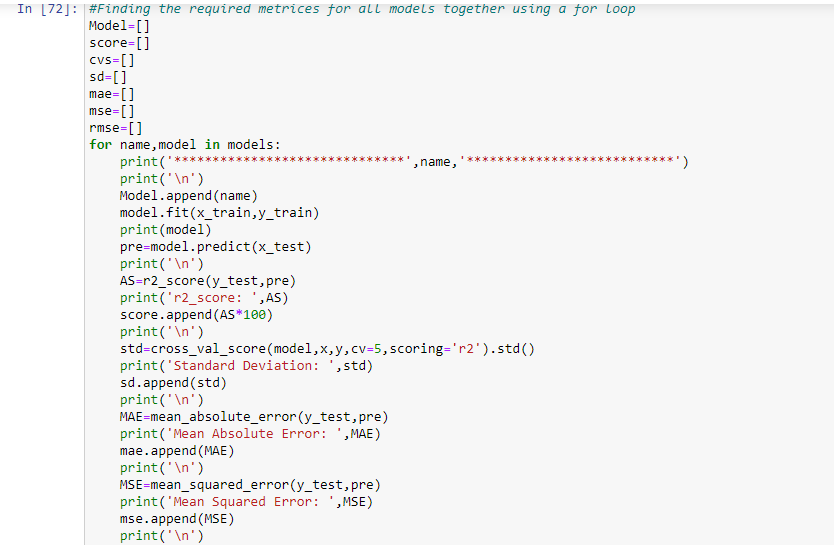 In [72]: #Finding the required metrices for all models together using a for loop
Model=[]
score=[]
cvs=[]
sd=[]
mae=[]
mse=[]
rmse=[]
for name,model in models:
    print('******************************',name,'***************************')
    print('\n')
    Model.append(name)
    model.fit(x_train,y_train)
    print(model)
    pre=model.predict(x_test)
    print('\n')
    AS=r2_score(y_test,pre)
    print('r2_score: ',AS)
    score.append(AS*100)
    print('\n')
    std=cross_val_score(model,x,y,cv=5,scoring='r2').std()
    print('Standard Deviation: ',std)
    sd.append(std)
    print('\n')
    MAE=mean_absolute_error(y_test,pre)
    print('Mean Absolute Error: ',MAE)
    mae.append(MAE)
    print('\n')
    MSE=mean_squared_error(y_test,pre)
    print('Mean Squared Error: ',MSE)
    mse.append(MSE)
    print('\n')